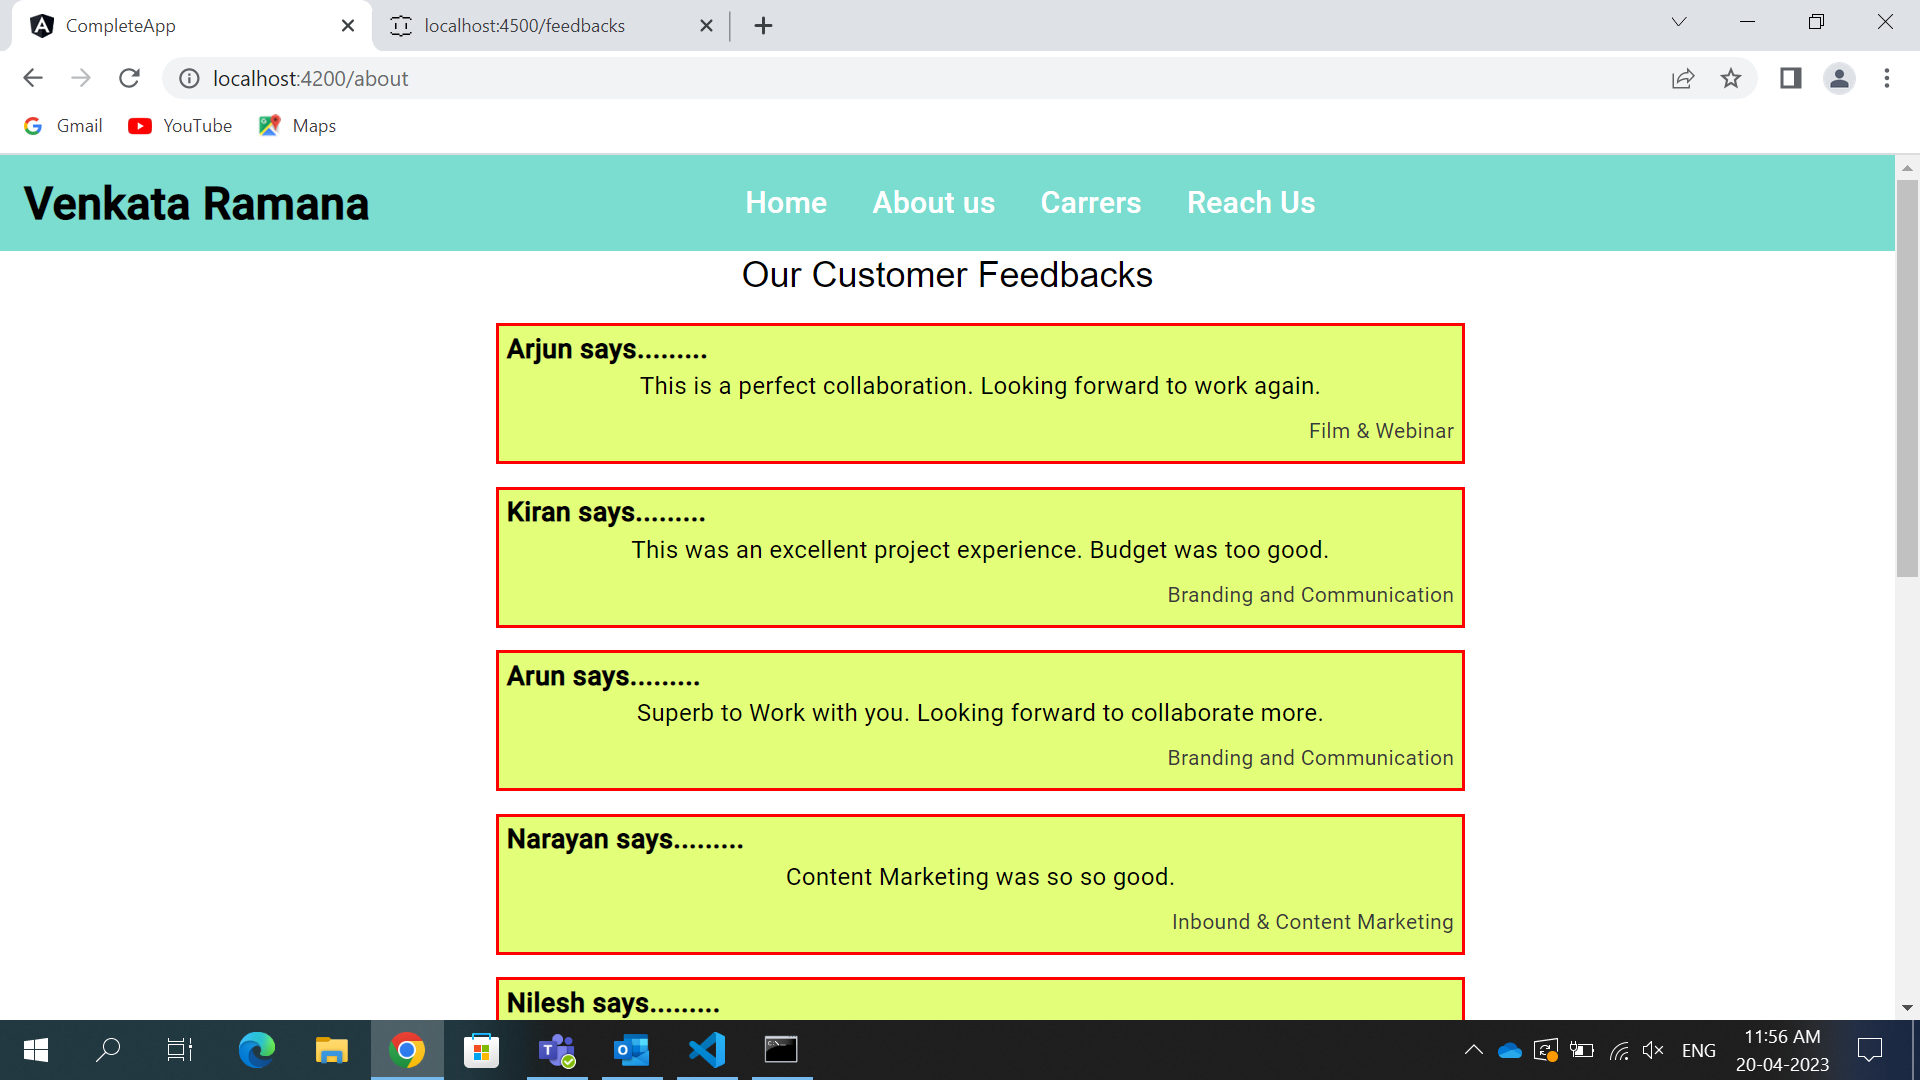 CompleteApp
localhost:4500/feedbacks
localhost:4200/about
Gmail YouTube Maps
Venkata Ramana Home About us Carrers Reach Us
Our Customer Feedbacks
Arjun says.........
This is a perfect collaboration. Looking forward to work again.
Film & Webinar
Kiran says.........
This was an excellent project experience. Budget was too good.
Branding and Communication
Arun says.........
Superb to Work with you. Looking forward to collaborate more.
Branding and Communication
Narayan says.........
Content Marketing was so so good.
Inbound & Content Marketing
Nilesh says.........
ENG
11:56 AM
20-04-2023